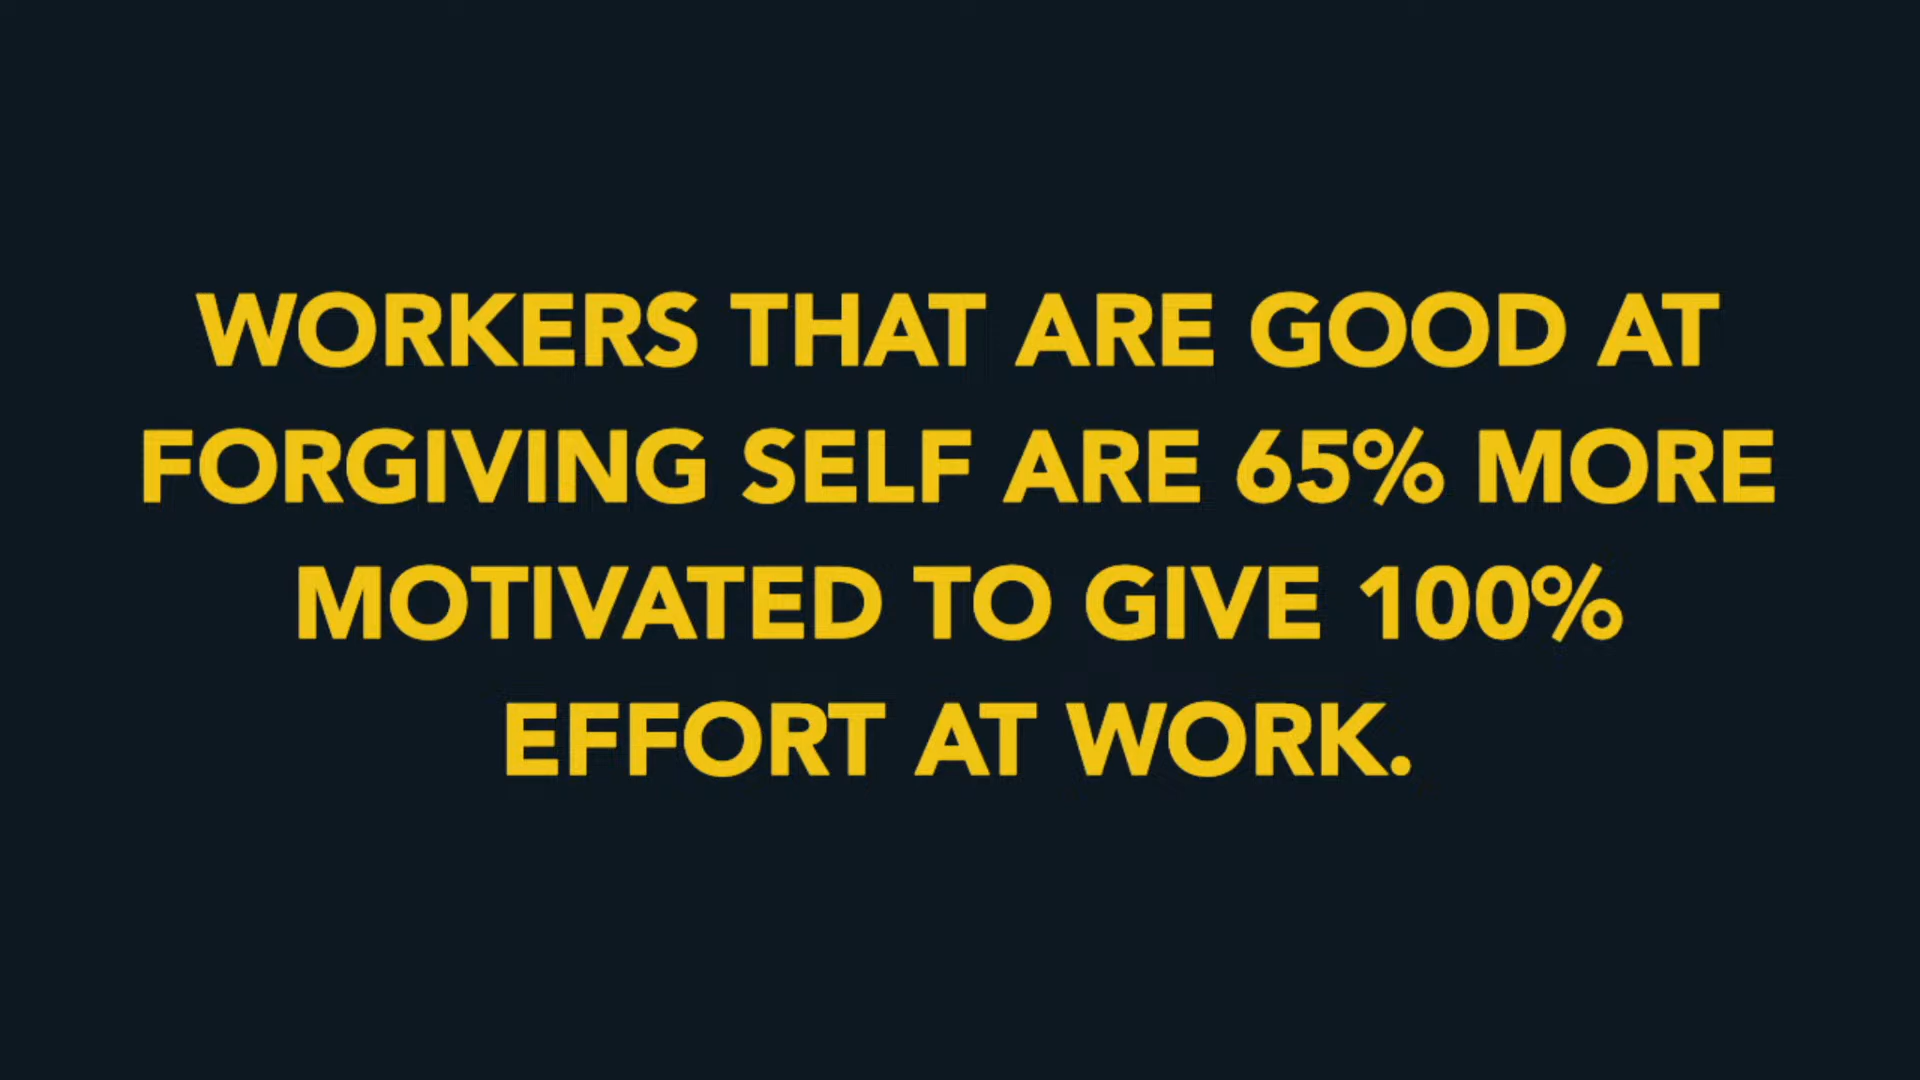 WORKERS THAT ARE GOOD AT
FORGIVING SELF ARE 65% MORE
MOTIVATED TO GIVE 100%
EFFORT AT WORK.